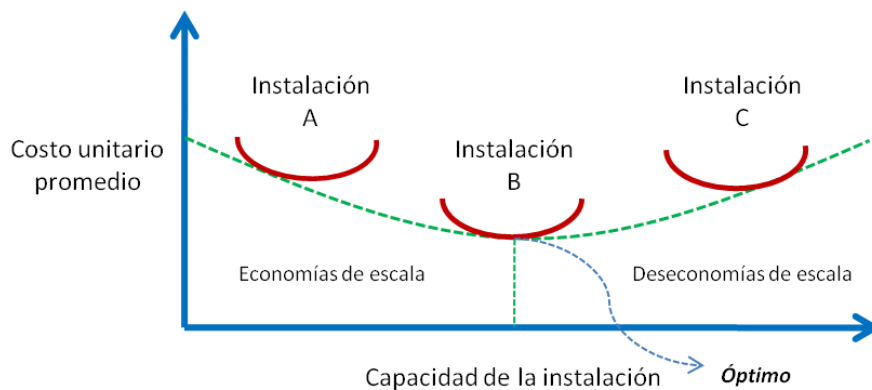 Instalación
A
Instalación
B
Instalación
C
Costo unitario
promedio
Economías de escala
Deseconomías de escala
Capacidad de la instalación
Óptimo